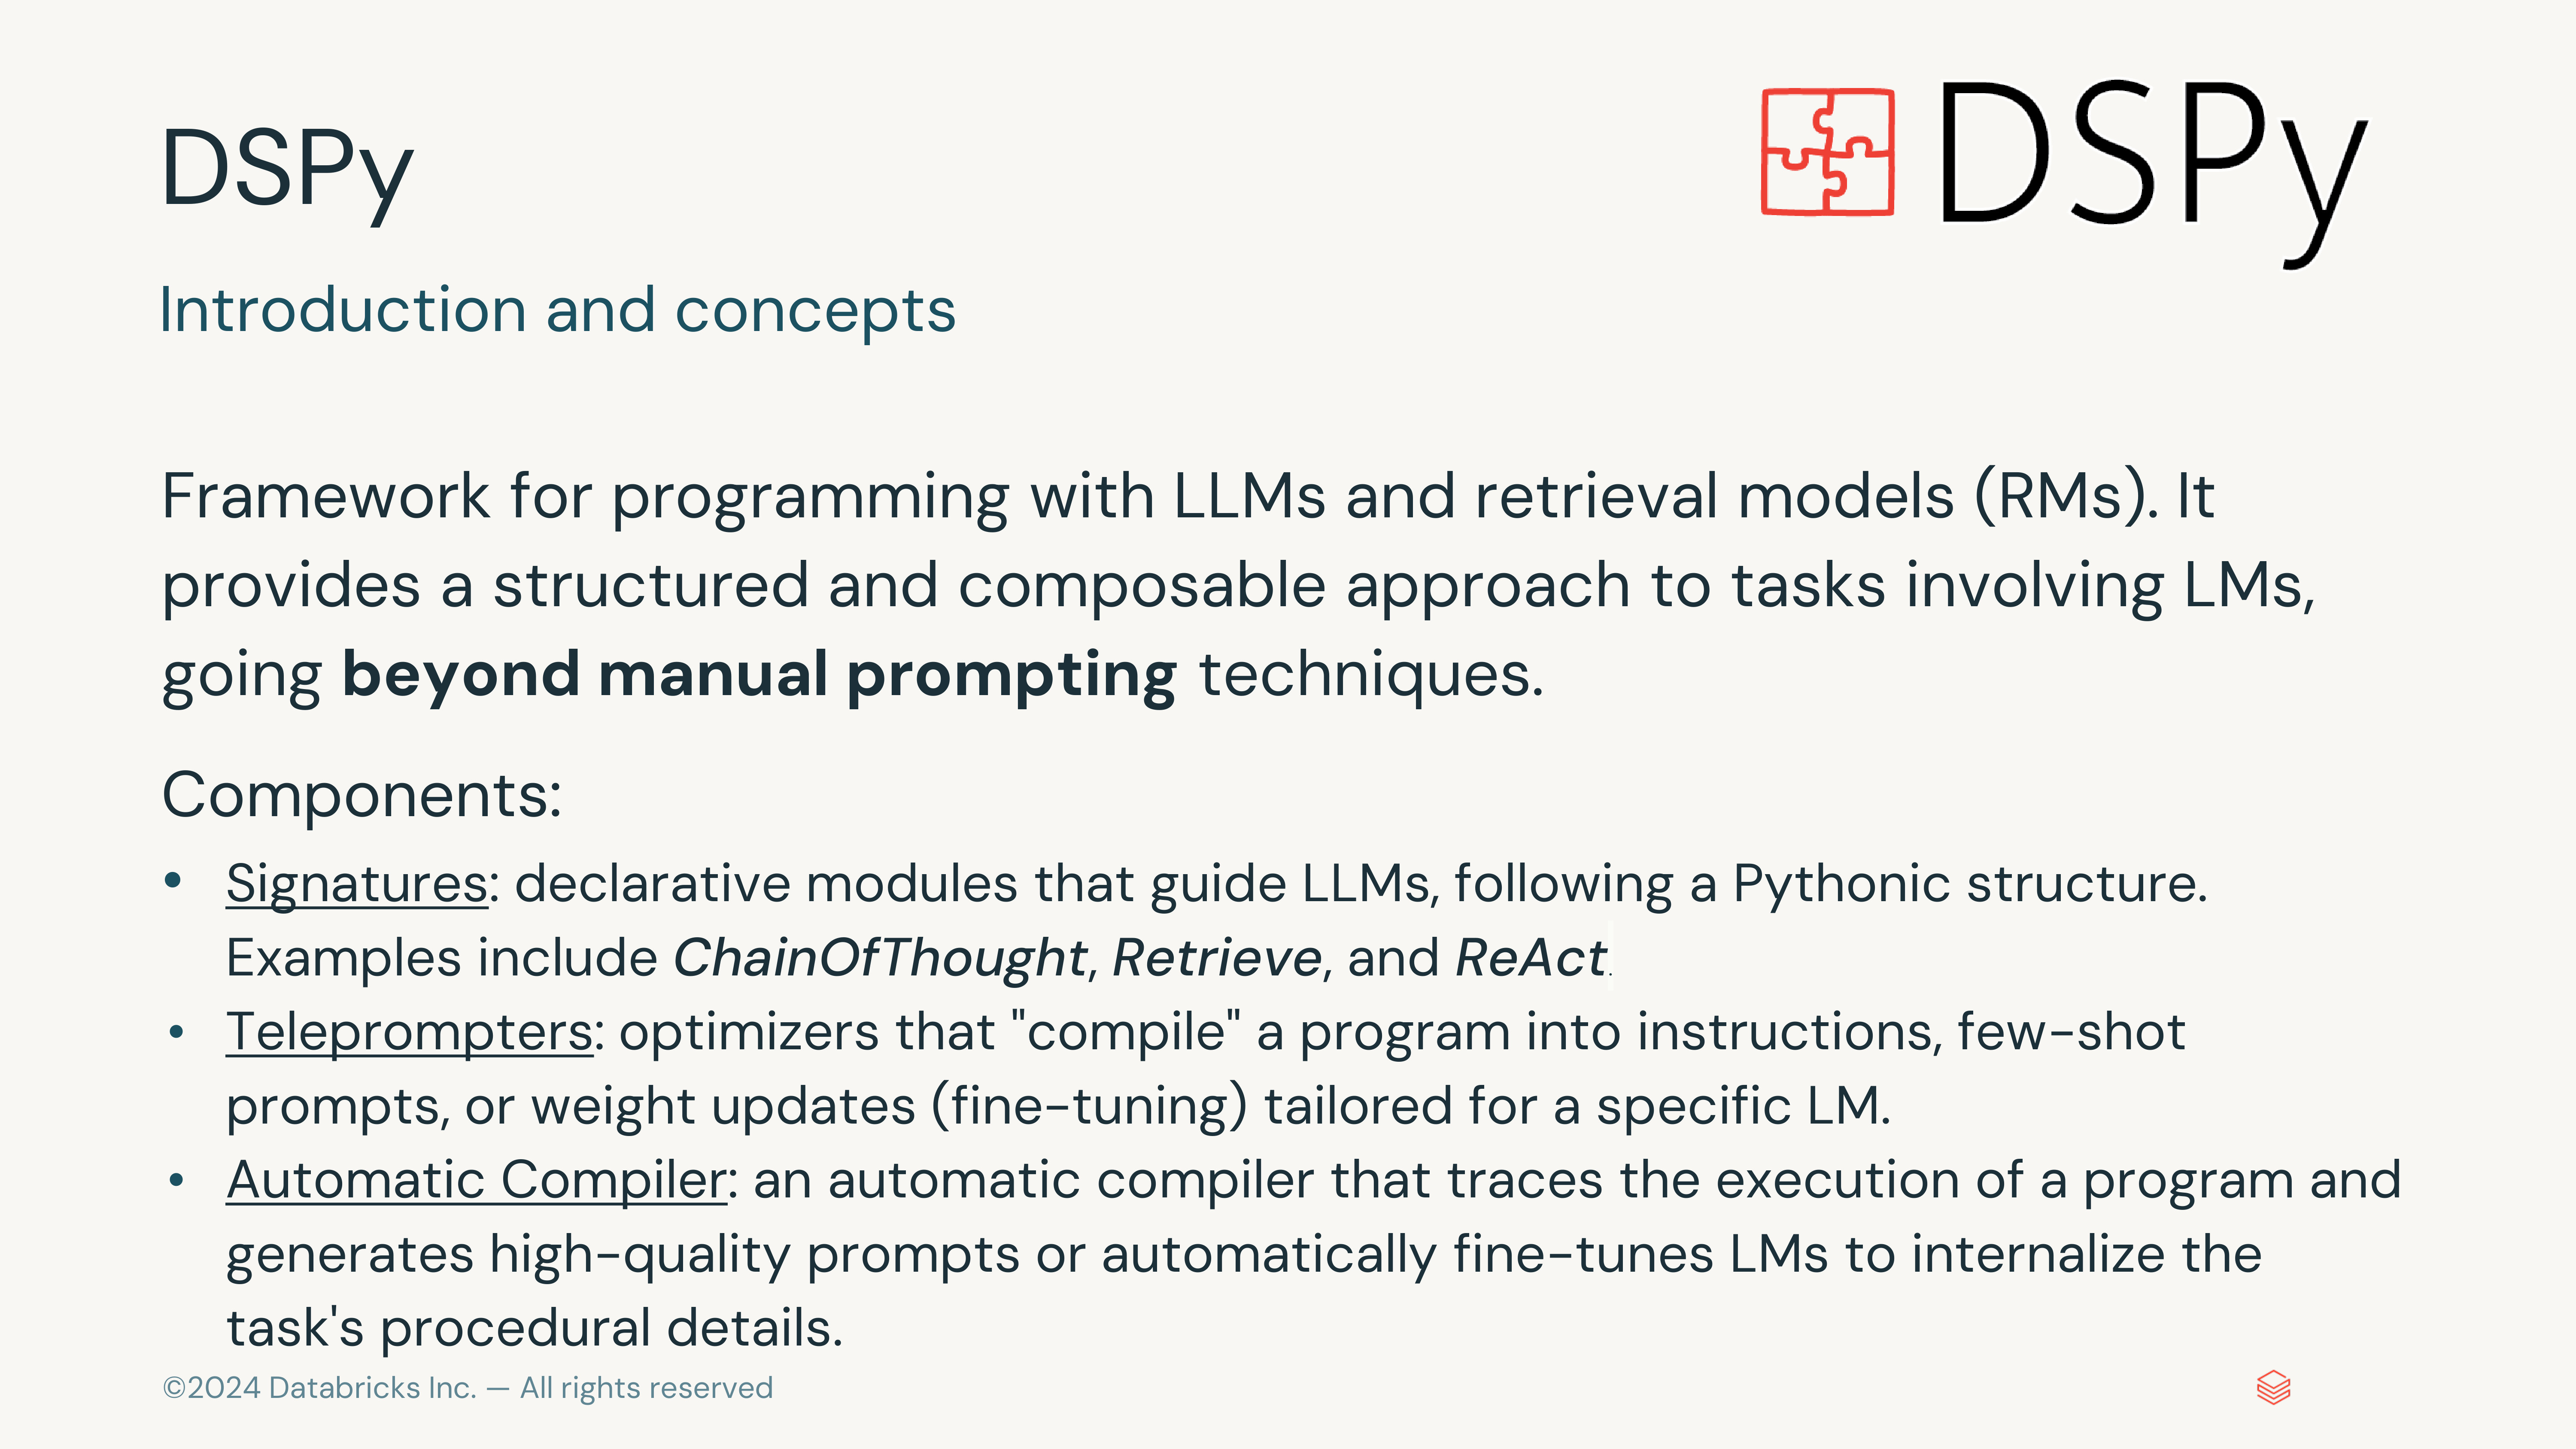 DSPy
DSPy
Introduction and concepts
Framework for programming with LLMs and retrieval models (RMs). It
provides a structured and composable approach to tasks involving LMs,
going beyond manual prompting techniques.
Components:
• Signatures: declarative modules that guide LLMs, following a Pythonic structure.
Examples include ChainOfThought, Retrieve, and ReAct.
• Teleprompters: optimizers that "compile" a program into instructions, few-shot
prompts, or weight updates (fine-tuning) tailored for a specific LM.
• Automatic Compiler: an automatic compiler that traces the execution of a program and
generates high-quality prompts or automatically fine-tunes LMs to internalize the
task's procedural details.
©2024 Databricks Inc. — All rights reserved